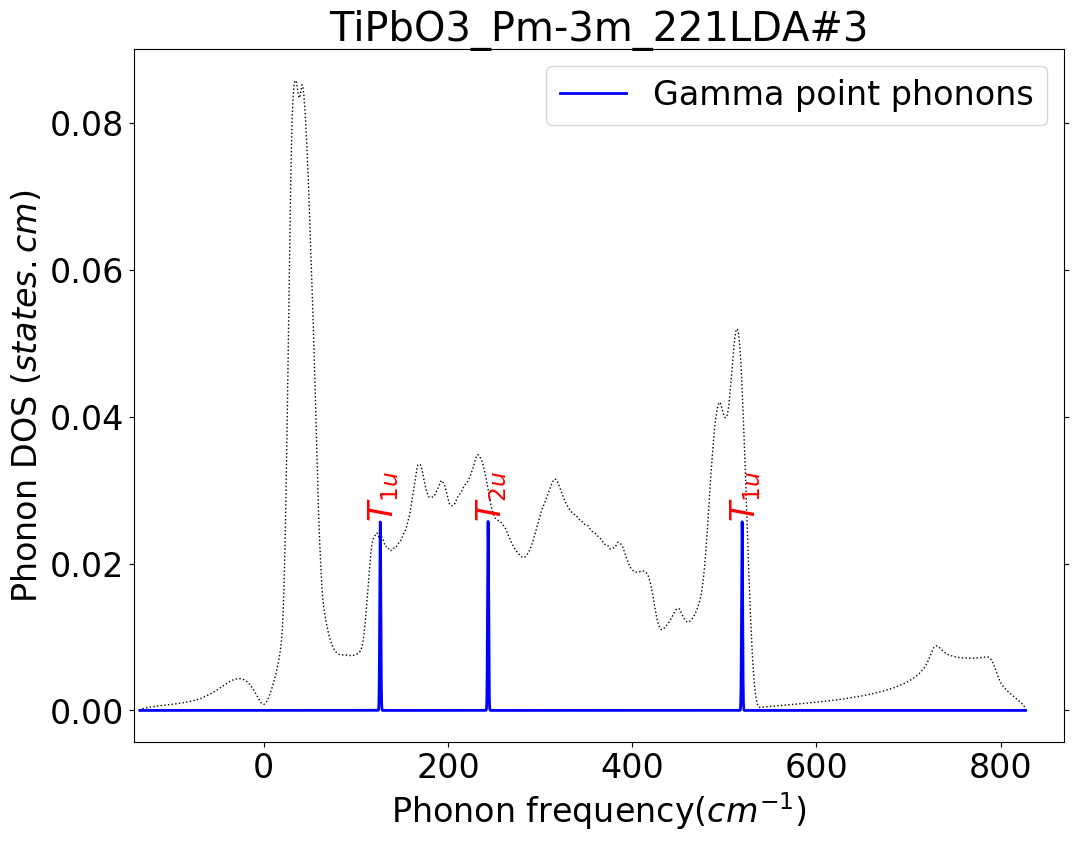 TiPbO3_Pm-3m_221LDA#3
Gamma point phonons
Phonon DOS (states.cm)
0.08
0.06
0.04
0.02
0.00
T1u
T2u
T1u
0
200
400
600
800
Phonon frequency(cm⁻¹)